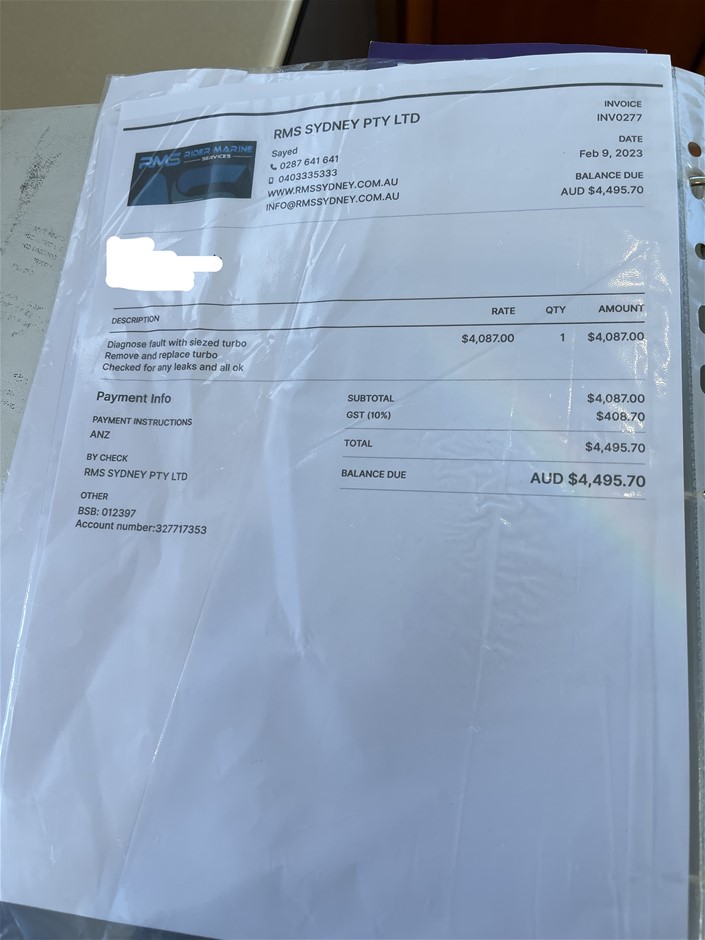 RMS SYDNEY PTY LTD
Sayed
0287 641 641
0403335333
WWW.RMSSYDNEY.COM.AU
INFO@RMSSYDNEY.COM.AU
RMS RIDER MARINE
SERVICES
INVOICE
INV0277
DATE
Feb 9, 2023
BALANCE DUE
AUD $4,495.70
DESCRIPTION RATE QTY AMOUNT
Diagnose fault with siezed turbo $4,087.00 1 $4,087.00
Remove and replace turbo
Checked for any leaks and all ok
Payment Info
PAYMENT INSTRUCTIONS
ANZ
BY CHECK
RMS SYDNEY PTY LTD
OTHER
BSB: 012397
Account number:327717353
SUBTOTAL $4,087.00
GST (10%) $408.70
TOTAL $4,495.70
BALANCE DUE AUD $4,495.70